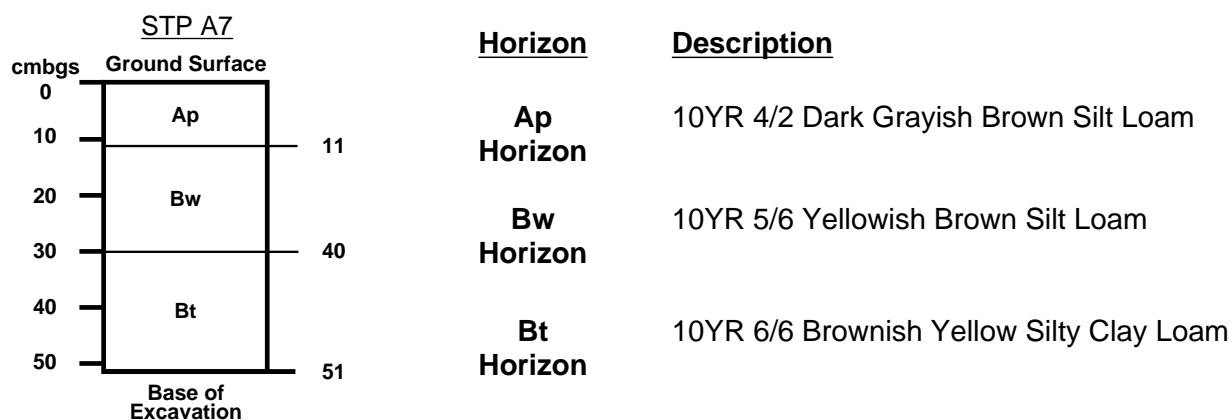 STP A7
cmbgs
Ground Surface
0
10
20
30
40
50
Ap
Bw
Bt
11
40
51
Base of
Excavation
Horizon Description
Ap 10YR 4/2 Dark Grayish Brown Silt Loam
Horizon
Bw 10YR 5/6 Yellowish Brown Silt Loam
Horizon
Bt 10YR 6/6 Brownish Yellow Silty Clay Loam
Horizon